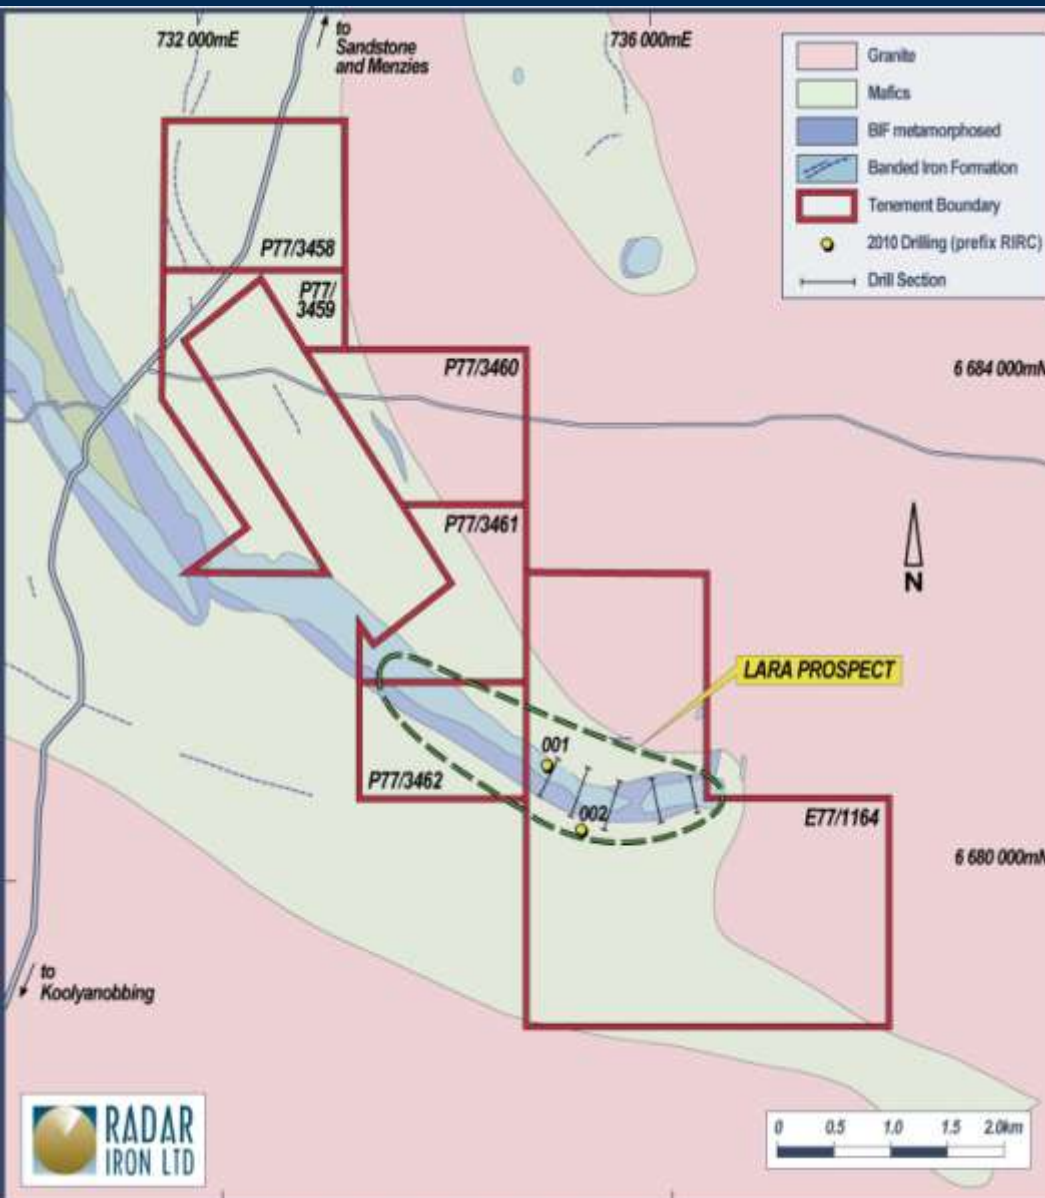 732 000mE
to
Sandstone
and Menzies
736 000mE
Granite
Mafics
BIF metamorphosed
Banded Iron Formation
Tenement Boundary
2010 Drilling (prefix RIRC)
Drill Section
P77/3458
P77/
3459
P77/3460
6 684 000mN
P77/3461
N
LARA PROSPECT
001
P77/3462
002
E77/1164
6 680 000mN
to
Koolyanobbing
RADAR
IRON LTD
0 0.5 1.0 1.5 2.0km